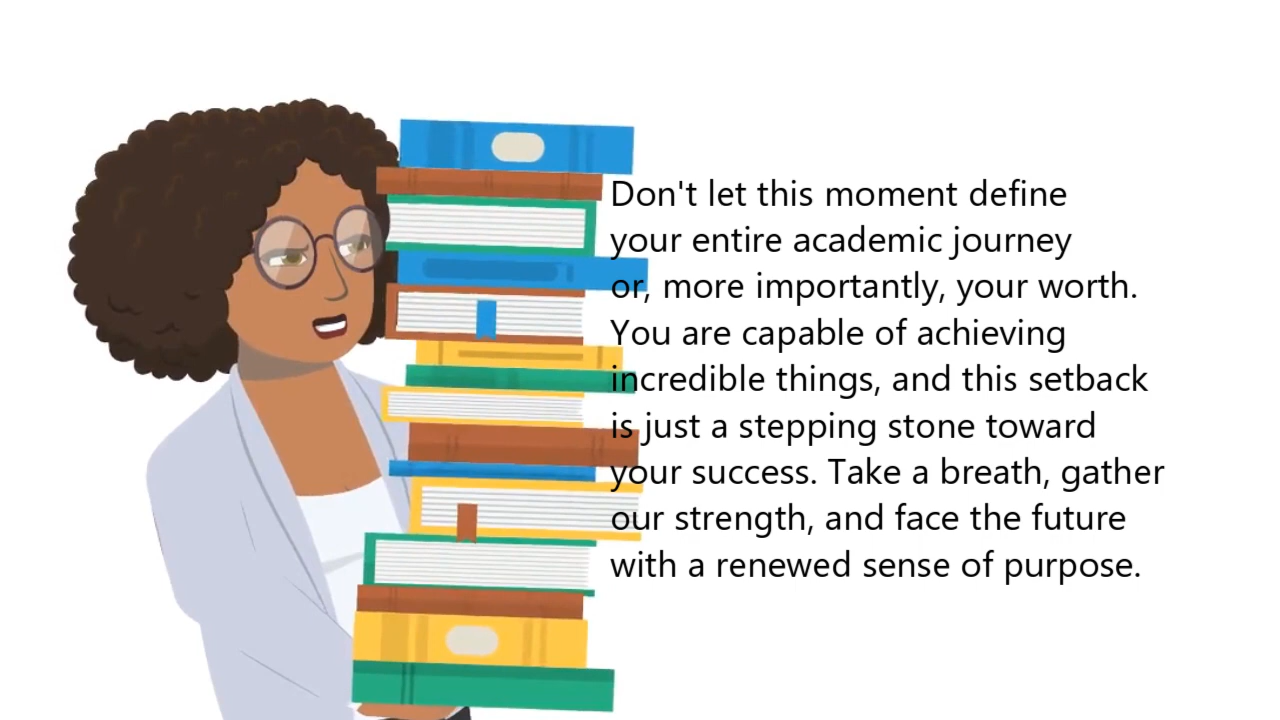 Don't let this moment define
your entire academic journey
or, more importantly, your worth.
You are capable of achieving
incredible things, and this setback
is just a stepping stone toward
your success. Take a breath, gather
our strength, and face the future
with a renewed sense of purpose.